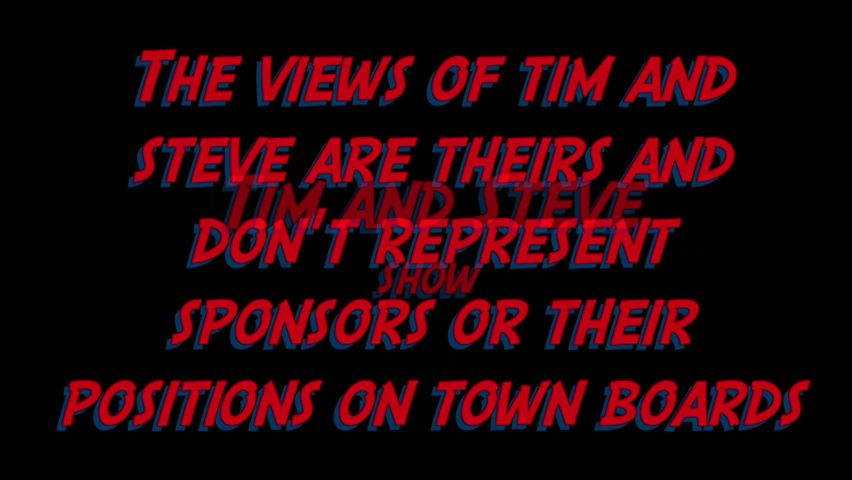 The views of tim and
steve are theirs and
Tim and Steve
don't represent
show
sponsors or their
positions on town boards